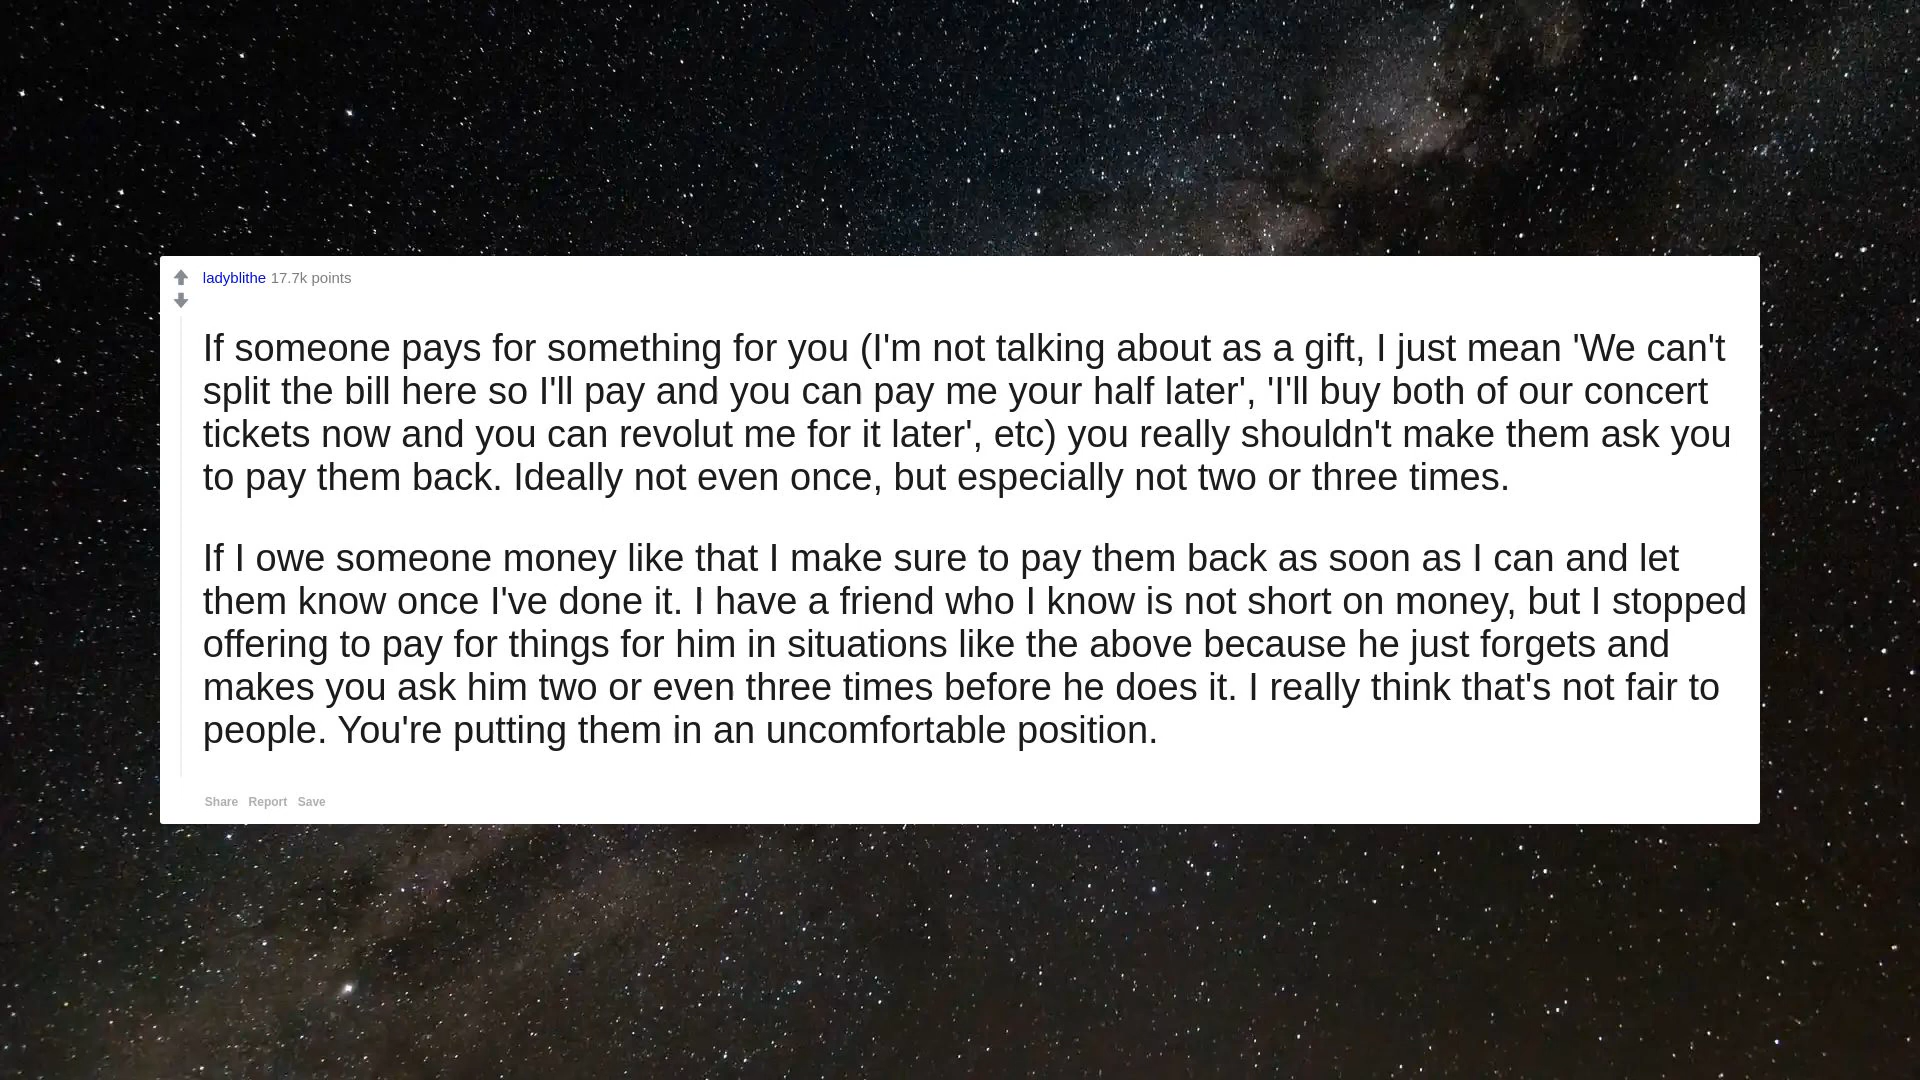 ladyblithe 17.7k points
If someone pays for something for you (I'm not talking about as a gift, I just mean 'We can't
split the bill here so I'll pay and you can pay me your half later', 'I'll buy both of our concert
tickets now and you can revolut me for it later', etc) you really shouldn't make them ask you
to pay them back. Ideally not even once, but especially not two or three times.
If I owe someone money like that I make sure to pay them back as soon as I can and let
them know once I've done it. I have a friend who I know is not short on money, but I stopped
offering to pay for things for him in situations like the above because he just forgets and
makes you ask him two or even three times before he does it. I really think that's not fair to
people. You're putting them in an uncomfortable position.
Share Report Save